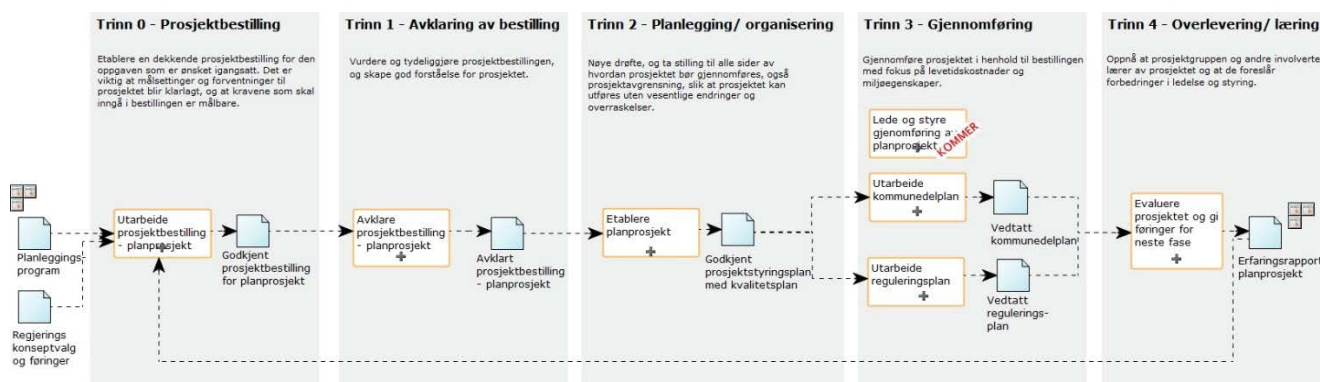 Trinn 0 - Prosjektbestilling
Etablere en dekkende prosjektbestilling for den
oppgaven som er ønsket igangsatt. Det er
viktig at målsettinger og forventninger til
prosjektet blir klarlagt, og at kravene som skal
inngå i bestillingen er målbare.
Trinn 1 - Avklaring av bestilling
Vurdere og tydeliggjøre prosjektbestillingen,
og skape god forståelse for prosjektet.
Trinn 2 - Planlegging/ organisering
Nøye drøfte, og ta stilling til alle sider av
hvordan prosjektet bør gjennomføres, også
prosjektavgrensning, slik at prosjektet kan
utføres uten vesentlige endringer og
overraskelser.
Trinn 3 - Gjennomføring
Gjennomføre prosjektet i henhold til bestillingen
med fokus på levetidskostnader og
miljøegenskaper.
Trinn 4 - Overlevering/ læring
Oppnå at prosjektgruppen og andre involverte
lærer av prosjektet og at de foreslår
forbedringer i ledelse og styring.
Planleggings-
program
Regjerings
konseptvalg
og føringer
Utarbeide
prosjektbestilling
- planprosjekt
Godkjent
prosjektbestilling
for planprosjekt
Avklare
prosjektbestilling
- planprosjekt
Avklart
prosjektbestilling
- planprosjekt
Etablere
planprosjekt
Godkjent
prosjektstyringsplan
med kvalitetsplan
Lede og styre
gjenomføring av
planprosjekt
KOMMER
Utarbeide
kommunedelplan
Vedtatt
kommunedelplan
Utarbeide
reguleringsplan
Vedtatt
regulerings-
plan
Evaluere
prosjektet og gi
føringer for
neste fase
Erfaringsrapport
planprosjekt